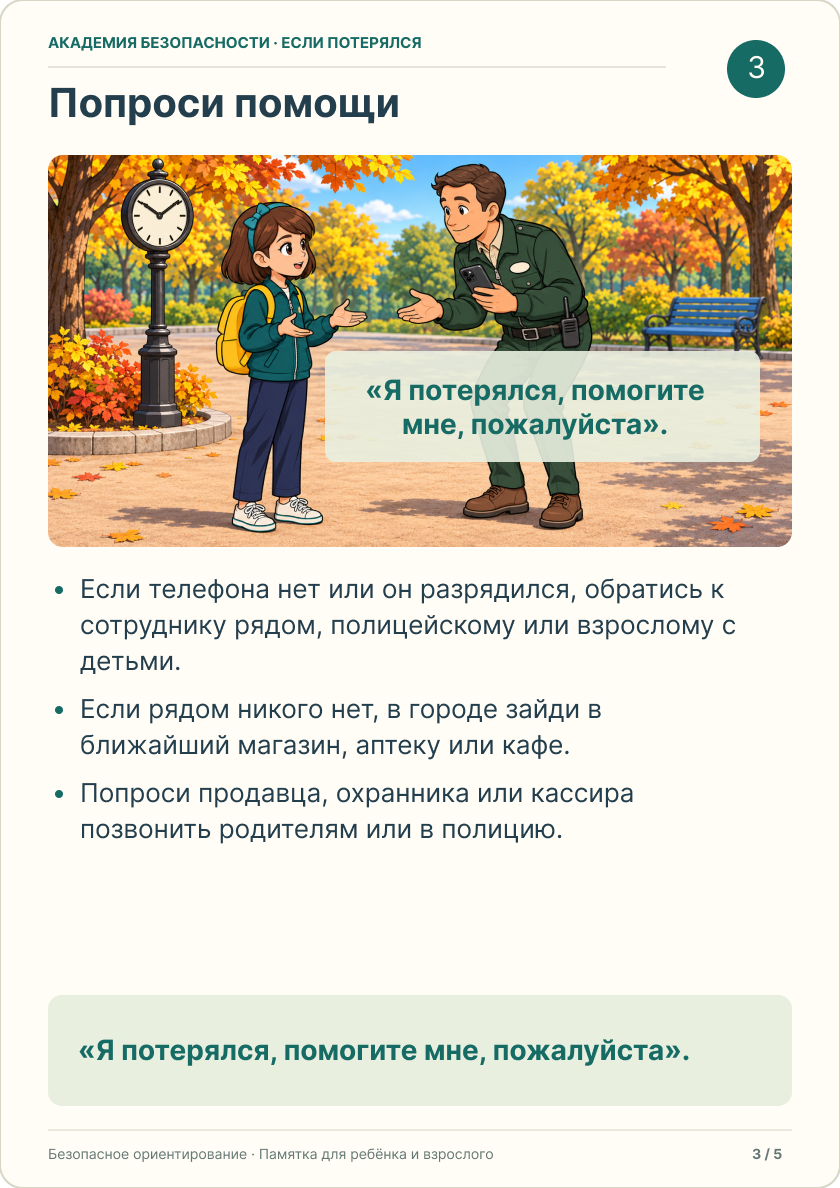 АКАДЕМИЯ БЕЗОПАСНОСТИ · ЕСЛИ ПОТЕРЯЛСЯ
3
Попроси помощи
«Я потерялся, помогите
мне, пожалуйста».
• Если телефона нет или он разрядился, обратись к
сотруднику рядом, полицейскому или взрослому с
детьми.
• Если рядом никого нет, в городе зайди в
ближайший магазин, аптеку или кафе.
• Попроси продавца, охранника или кассира
позвонить родителям или в полицию.
«Я потерялся, помогите мне, пожалуйста».
Безопасное ориентирование · Памятка для ребёнка и взрослого
3 / 5